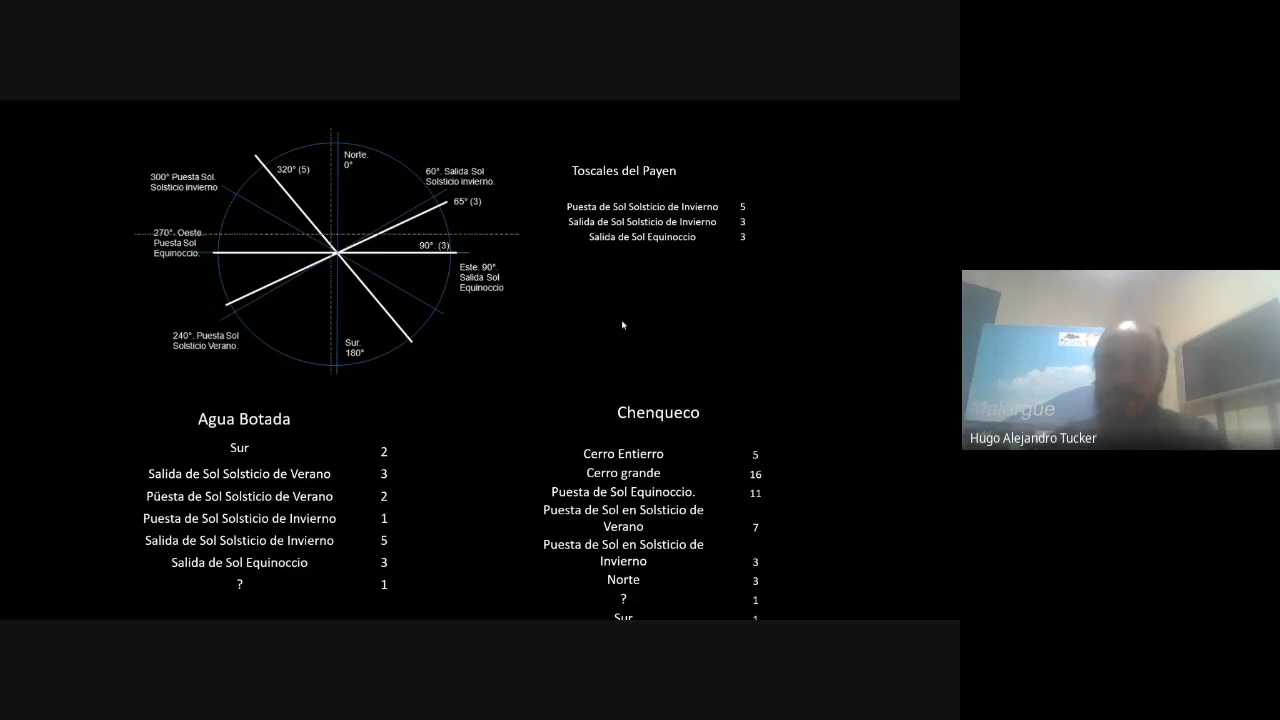 Norte.
0°
320° (5)
300° Puesta Sol.
Solsticio invierno
60°. Salida Sol
Solsticio invierno.
65° (3)
270°. Oeste.
Puesta Sol
Equinoccio.
90°. (3)
Este. 90°.
Salida Sol
Equinoccio
240°. Puesta Sol
Solsticio Verano.
Sur.
180°
Toscales del Payen
Puesta de Sol Solsticio de Invierno 5
Salida de Sol Solsticio de Invierno 3
Salida de Sol Equinoccio 3
Agua Botada
Sur 2
Salida de Sol Solsticio de Verano 3
Püesta de Sol Solsticio de Verano 2
Puesta de Sol Solsticio de Invierno 1
Salida de Sol Solsticio de Invierno 5
Salida de Sol Equinoccio 3
? 1
Chenqueco
Cerro Entierro 5
Cerro grande 16
Puesta de Sol Equinoccio. 11
Puesta de Sol en Solsticio de
Verano 7
Puesta de Sol en Solsticio de
Invierno 3
Norte 3
? 1
Sur 1
Malargüe
Hugo Alejandro Tucker